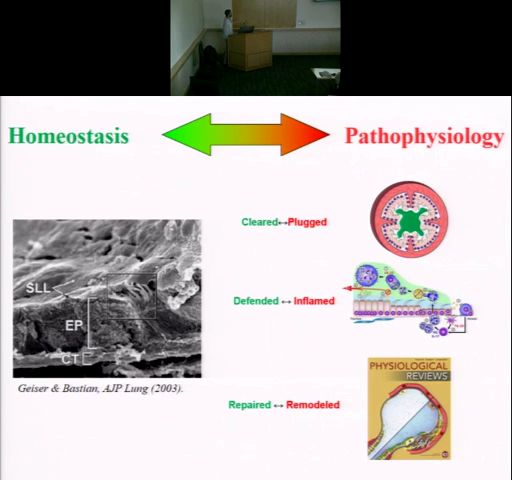 Homeostasis
Pathophysiology
Cleared↔Plugged
SLL
EP
CT
Defended ↔ Inflamed
Geiser & Bastian, AJP Lung (2003).
PHYSIOLOGICAL
REVIEWS
Repaired ↔ Remodeled